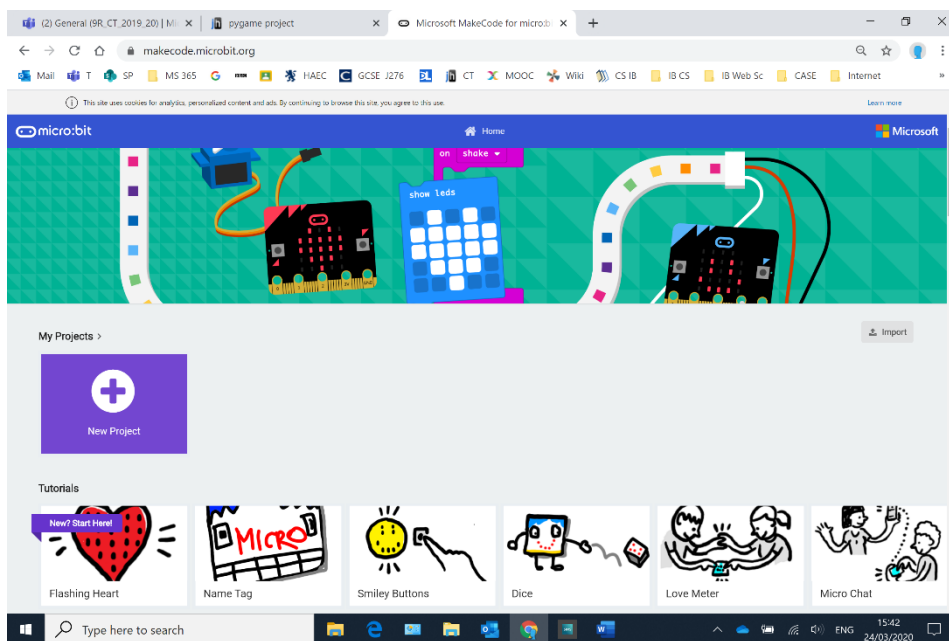 (2) General (9R_CT_2019_20) | Mi
pygame project
Microsoft MakeCode for micro:b
makecode.microbit.org
Mail T SP MS 365 HAEC GCSE J276 CT MOOC Wiki CS IB IB CS IB Web Sc CASE Internet
This site uses cookies for analytics, personalized content and ads. By continuing to browse this site, you agree to this use.
Learn more
micro:bit
Home
Microsoft
on shake
show leds
My Projects >
Import
New Project
Tutorials
New? Start Here!
MICRO
Flashing Heart
Name Tag
Smiley Buttons
Dice
Love Meter
Micro Chat
Type here to search
ENG
15:42
24/03/2020